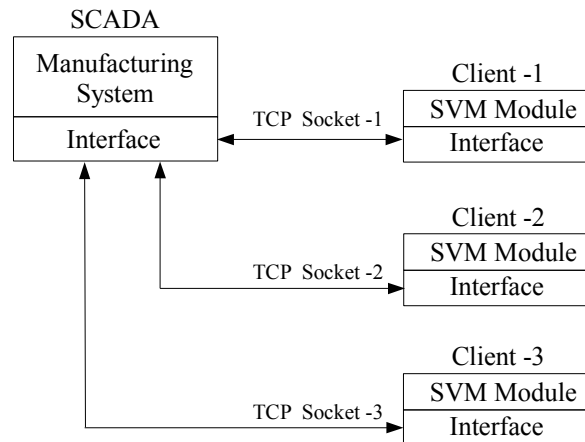 SCADA
Manufacturing
System
Interface
TCP Socket -1
Client -1
SVM Module
Interface
Client -2
SVM Module
Interface
TCP Socket -2
Client -3
SVM Module
Interface
TCP Socket -3